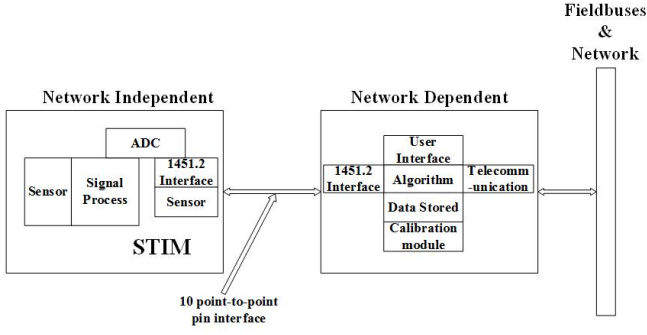 Fieldbuses
&
Network
Network Independent
Network Dependent
ADC
Sensor
Signal
Process
1451.2
Interface
Sensor
STIM
User
Interface
1451.2
Interface
Algorithm
Telecomm
-unication
Data Stored
Calibration
module
10 point-to-point
pin interface